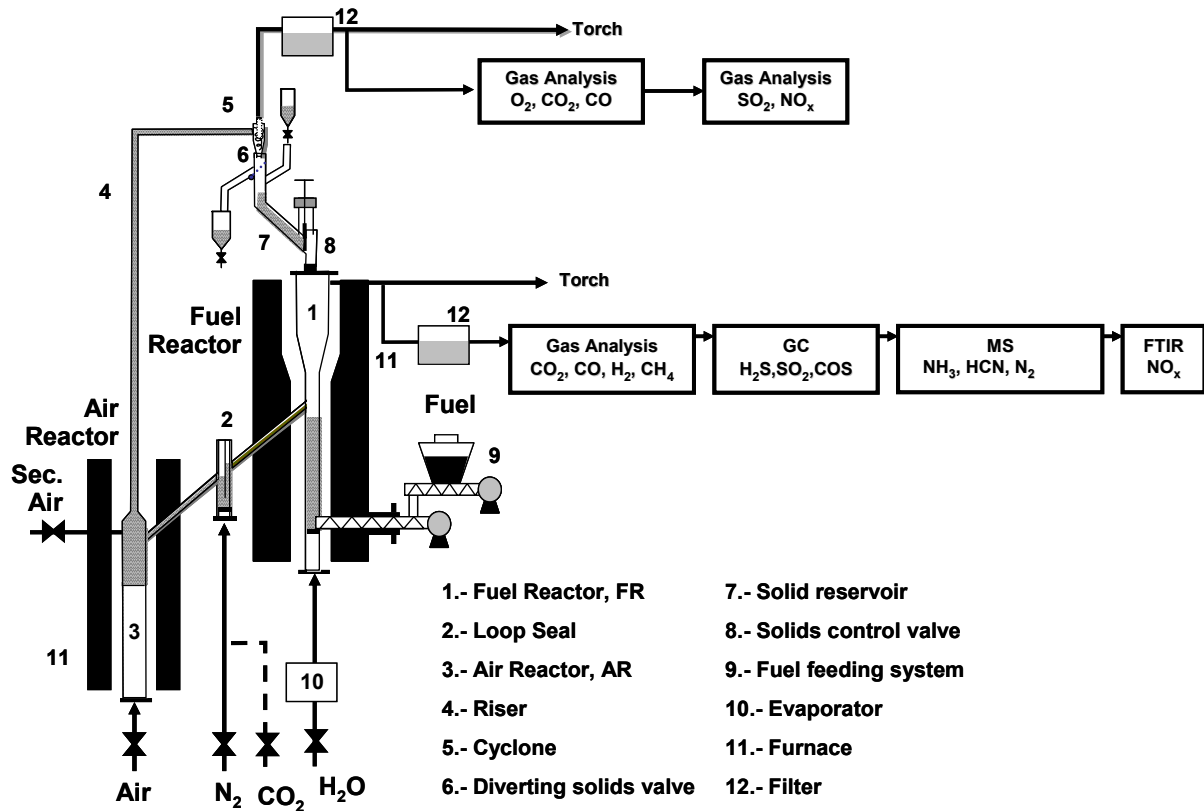 12
Torch
Gas Analysis
O₂, CO₂, CO
Gas Analysis
SO₂, NOₓ
5
6
4
7
8
Torch
1
12
Fuel
Reactor
11
Gas Analysis
CO₂, CO, H₂, CH₄
GC
H₂S,SO₂,COS
MS
NH₃, HCN, N₂
FTIR
NOₓ
Fuel
9
Air
Reactor
2
Sec.
Air
3
11
10
Air
N₂
CO₂
H₂O
1.- Fuel Reactor, FR
2.- Loop Seal
3.- Air Reactor, AR
4.- Riser
5.- Cyclone
6.- Diverting solids valve
7.- Solid reservoir
8.- Solids control valve
9.- Fuel feeding system
10.- Evaporator
11.- Furnace
12.- Filter